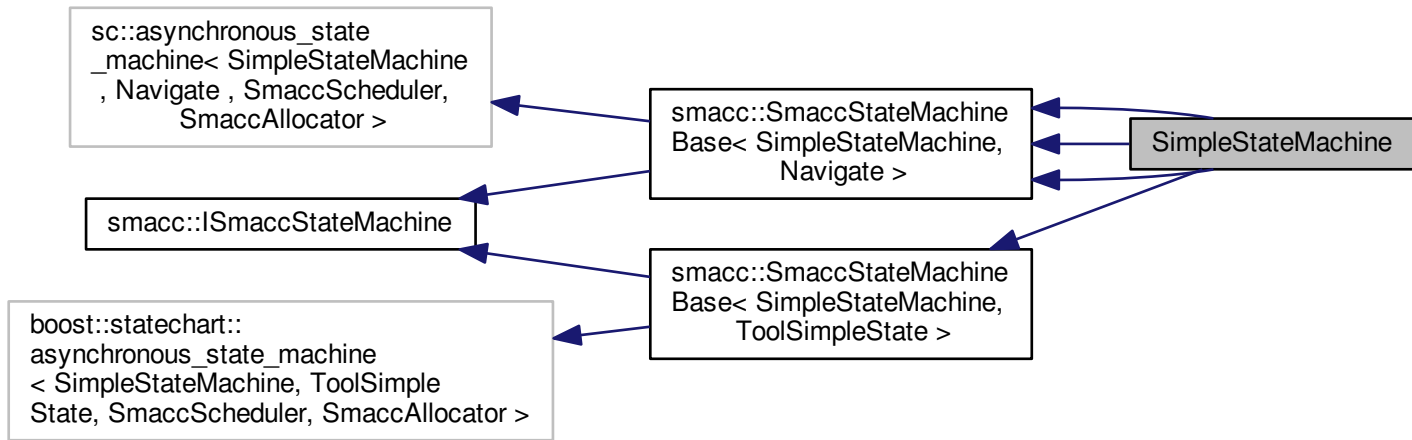 sc::asynchronous_state
_machine< SimpleStateMachine
, Navigate , SmaccScheduler,
SmaccAllocator >
smacc::SmaccStateMachine
Base< SimpleStateMachine,
Navigate >
SimpleStateMachine
smacc::ISmaccStateMachine
smacc::SmaccStateMachine
Base< SimpleStateMachine,
ToolSimpleState >
boost::statechart::
asynchronous_state_machine
< SimpleStateMachine, ToolSimple
State, SmaccScheduler, SmaccAllocator >